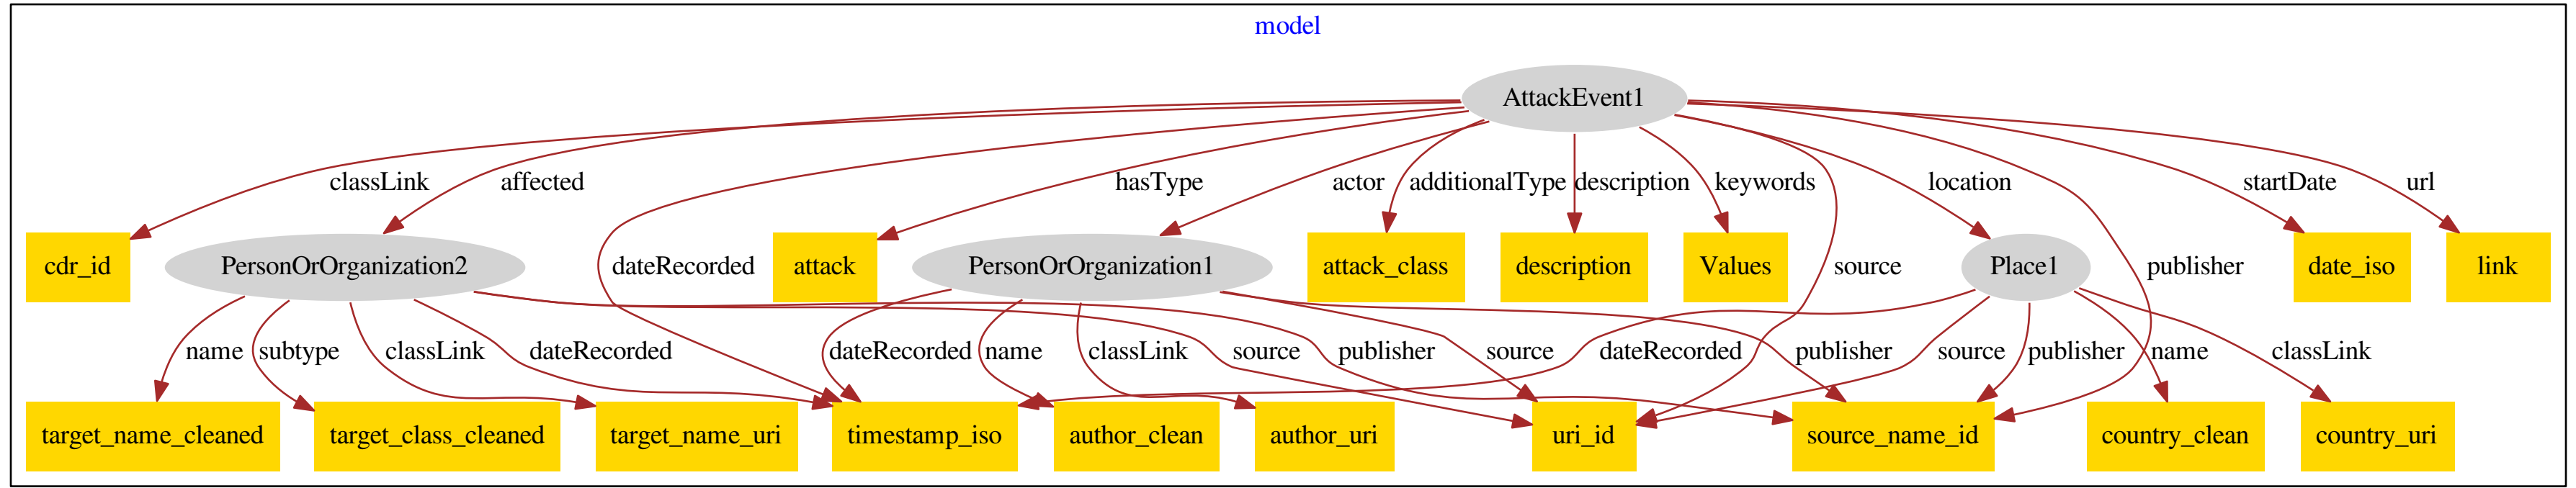 model
AttackEvent1
classLink
affected
hasType
actor
additionalType
description
keywords
location
startDate
url
cdr_id
PersonOrOrganization2
dateRecorded
attack
PersonOrOrganization1
attack_class
description
Values
source
Place1
publisher
date_iso
link
name
subtype
classLink
dateRecorded
dateRecorded
name
classLink
source
publisher
source
dateRecorded
publisher
source
publisher
name
classLink
target_name_cleaned
target_class_cleaned
target_name_uri
timestamp_iso
author_clean
author_uri
uri_id
source_name_id
country_clean
country_uri